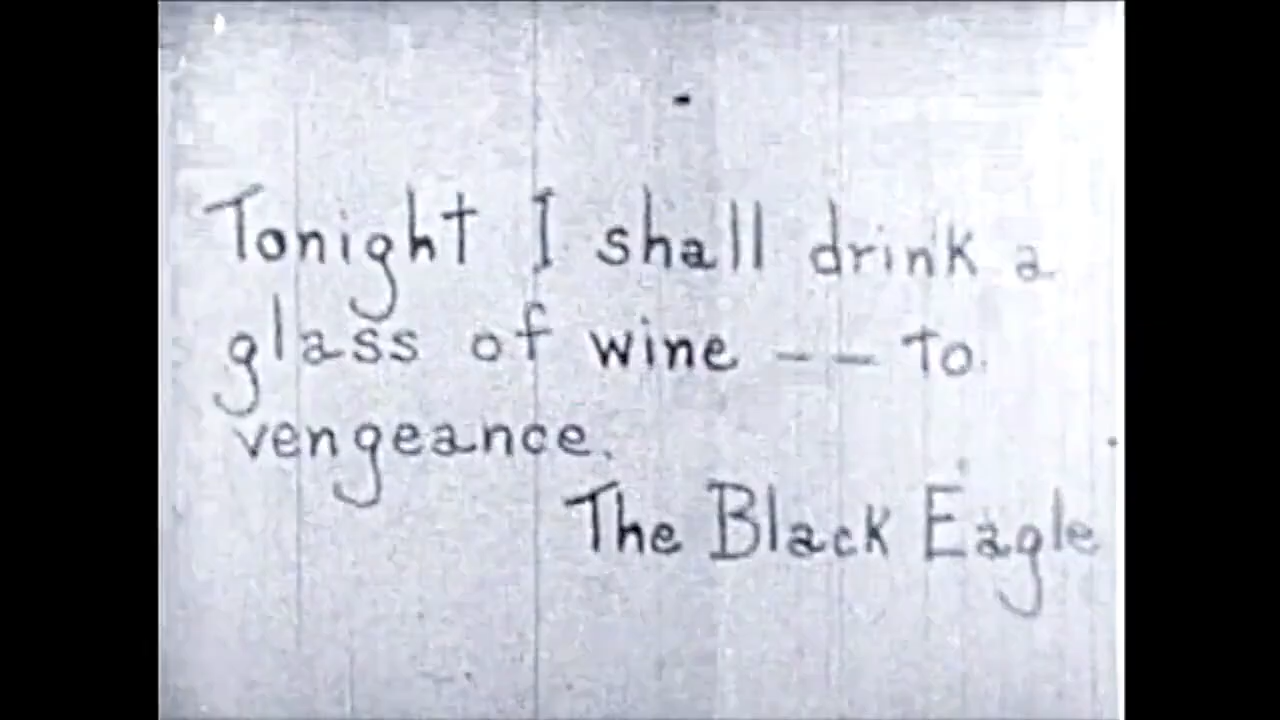 Tonight I shall drink a
glass of wine -- to
vengeance.
The Black Eagle